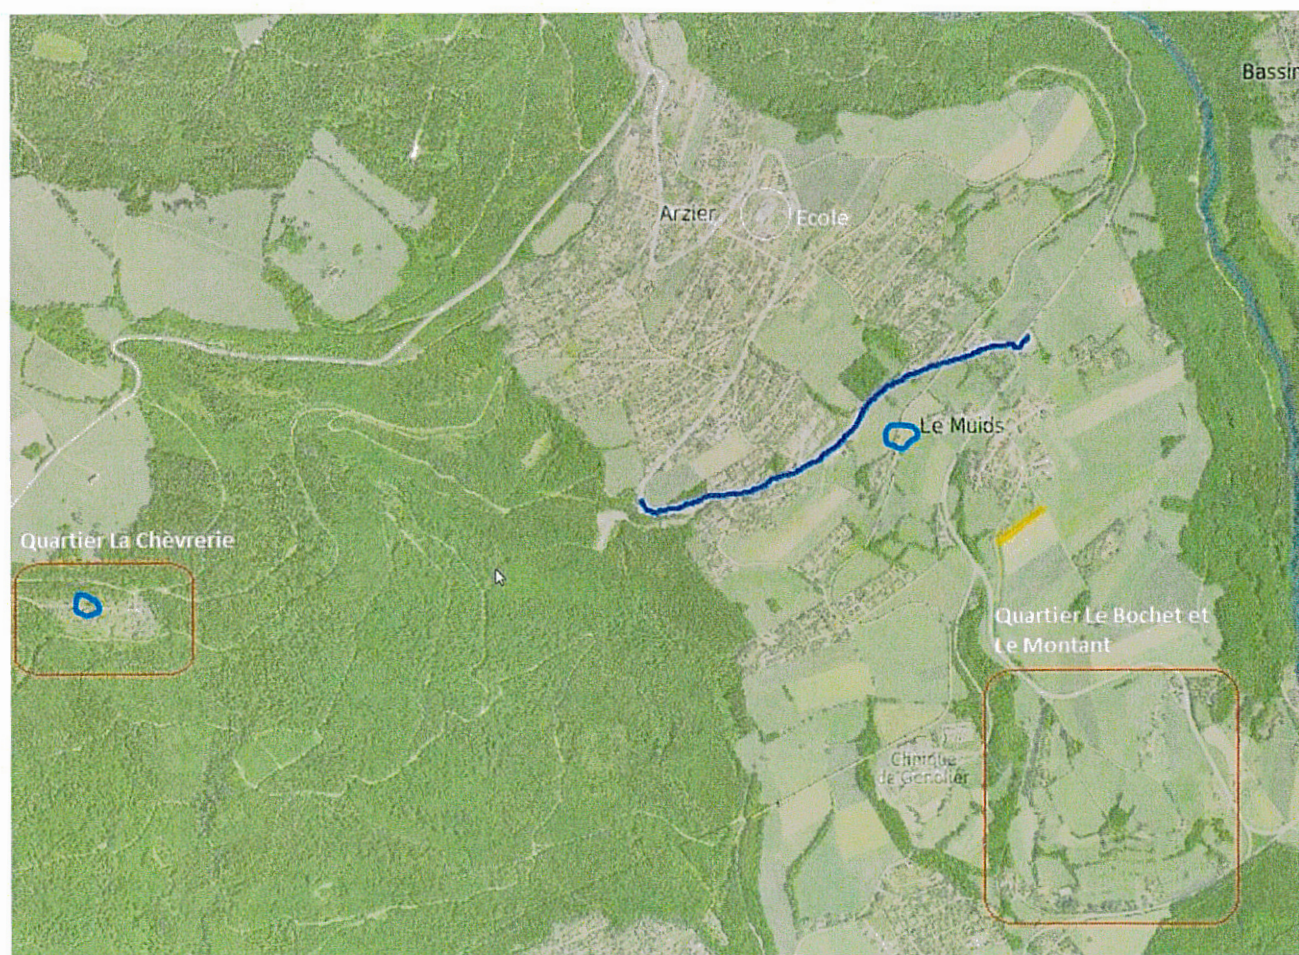 Bassin
Arzier
Ecole
Le Muids
Quartier La Chèvrerie
Quartier Le Bochet et
Le Montant
Clinique
de Genolier